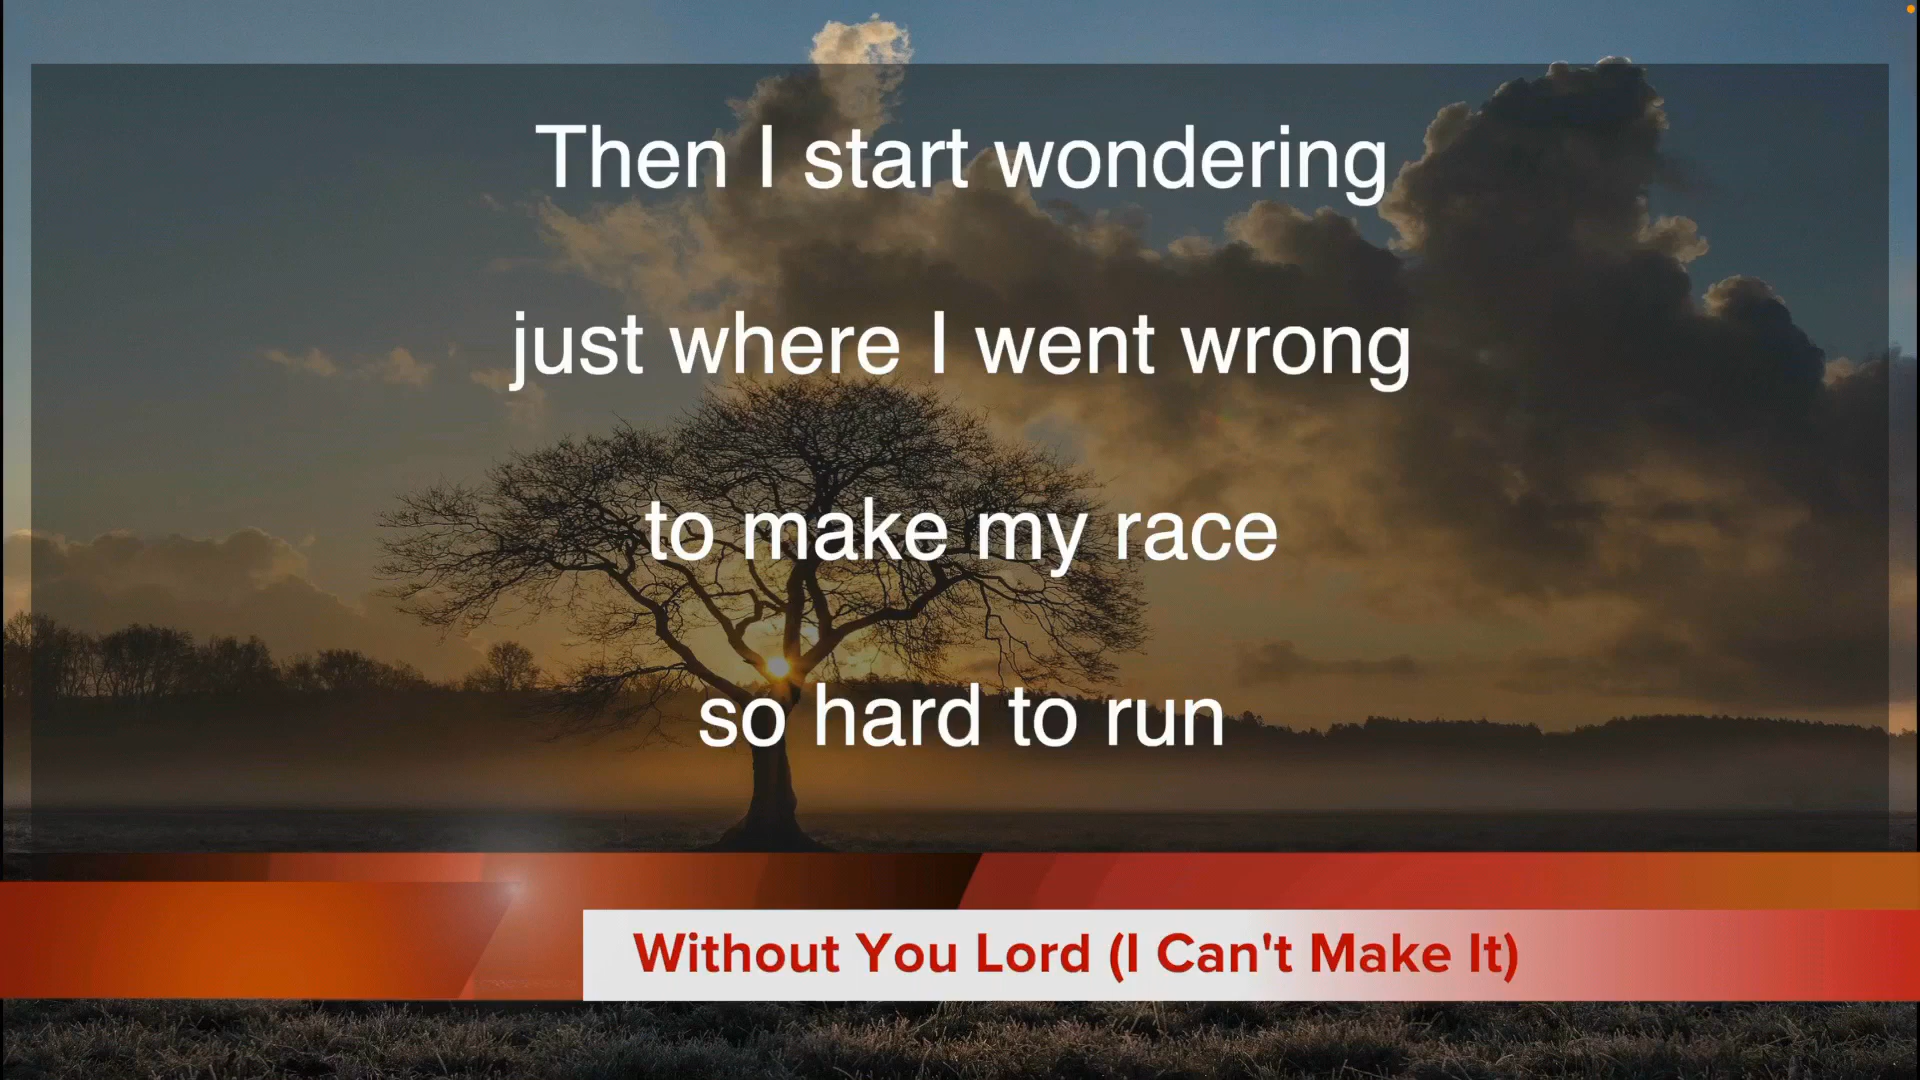 Then I start wondering
just where I went wrong
to make my race
so hard to run
Without You Lord (I Can't Make It)